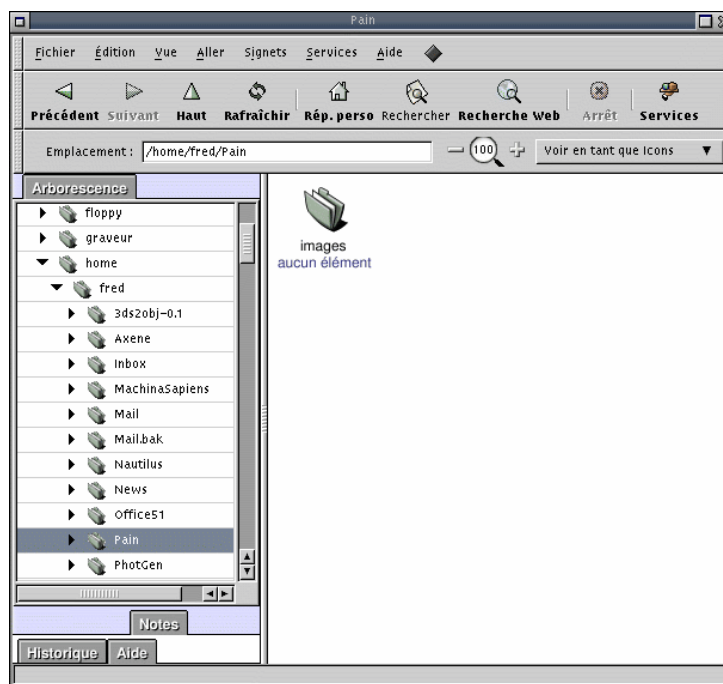 Pain
Fichier Édition Vue Aller Signets Services Aide
Précédent Suivant Haut Rafraîchir Rép. perso Rechercher Recherche Web Arrêt Services
Emplacement : /home/fred/Pain 100 Voir en tant que Icons
Arborescence
floppy
graveur
home
fred
3ds2obj-0.1
Axene
Inbox
MachinaSapiens
Mail
Mail.bak
Nautilus
News
Office51
Pain
PhotGen
images
aucun élément
Notes
Historique Aide